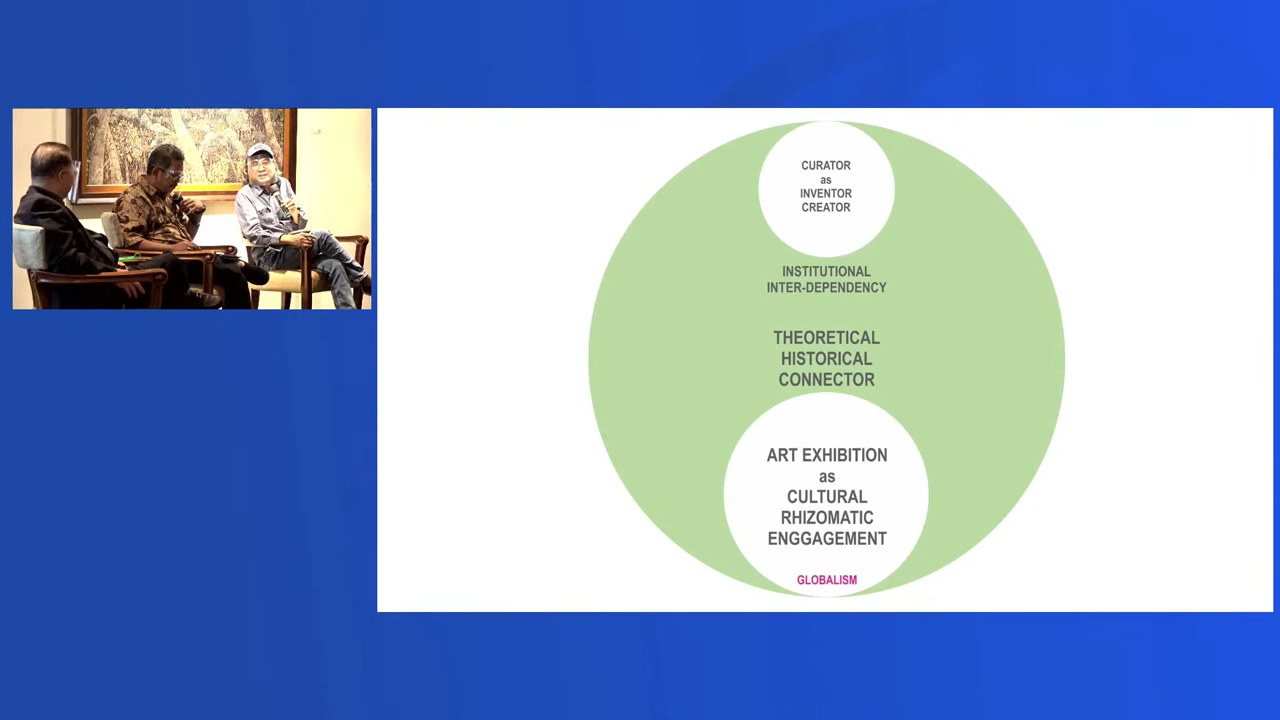 CURATOR
as
INVENTOR
CREATOR
INSTITUTIONAL
INTER-DEPENDENCY
THEORETICAL
HISTORICAL
CONNECTOR
ART EXHIBITION
as
CULTURAL
RHIZOMATIC
ENGGAGEMENT
GLOBALISM